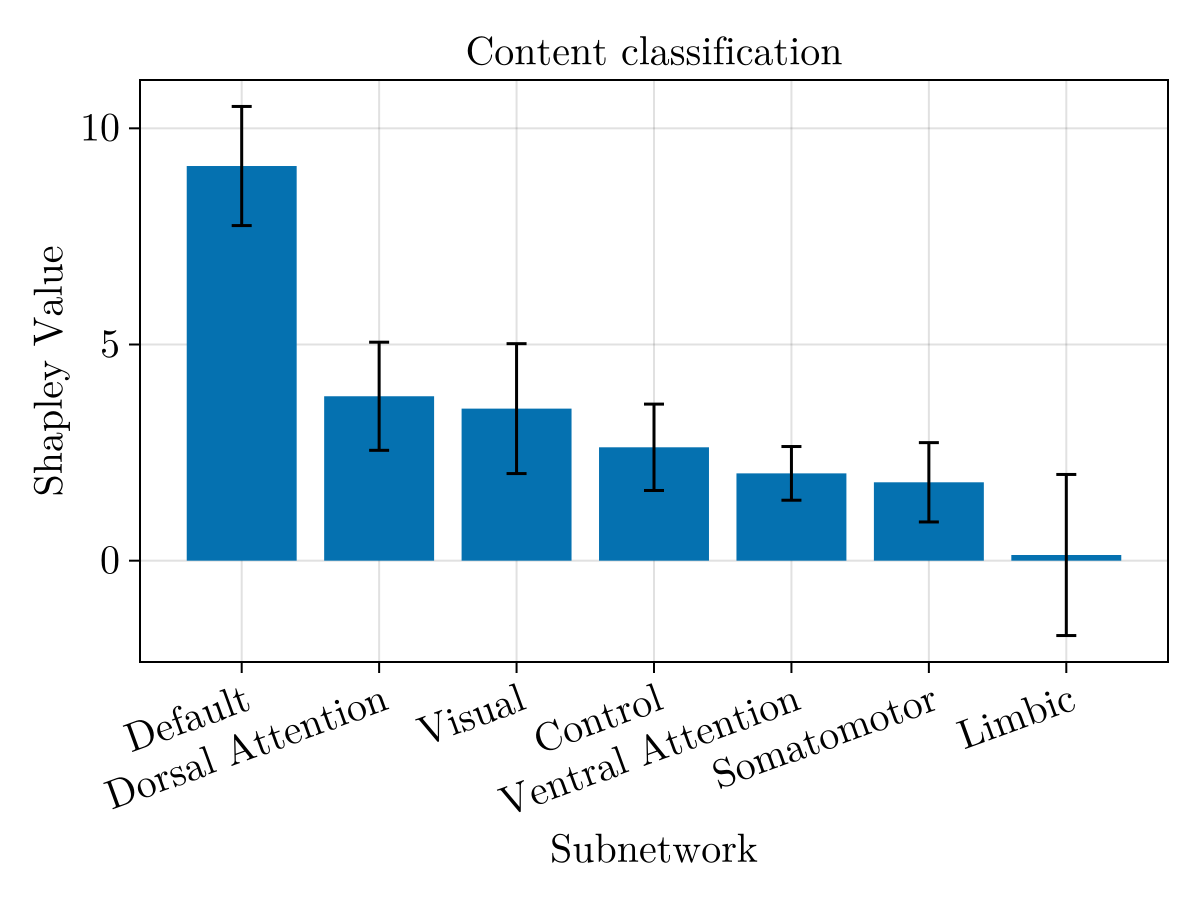 Content classification
Shapley Value
10
5
0
Default
Dorsal Attention
Visual
Control
Ventral Attention
Somatomotor
Limbic
Subnetwork